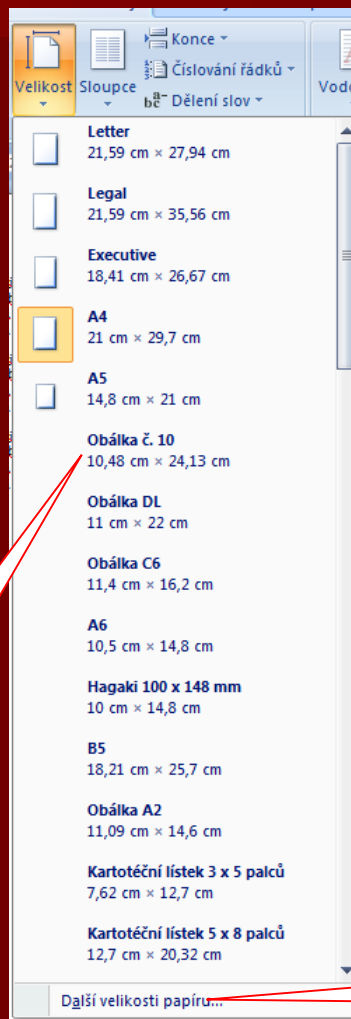 Konce
Velikost
Sloupce
Číslování řádků
Dělení slov
Letter
21,59 cm × 27,94 cm
Legal
21,59 cm × 35,56 cm
Executive
18,41 cm × 26,67 cm
A4
21 cm × 29,7 cm
A5
14,8 cm × 21 cm
Obálka č. 10
10,48 cm × 24,13 cm
Obálka DL
11 cm × 22 cm
Obálka C6
11,4 cm × 16,2 cm
A6
10,5 cm × 14,8 cm
Hagaki 100 x 148 mm
10 cm × 14,8 cm
B5
18,21 cm × 25,7 cm
Obálka A2
11,09 cm × 14,6 cm
Kartotéční lístek 3 x 5 palců
7,62 cm × 12,7 cm
Kartotéční lístek 5 x 8 palců
12,7 cm × 20,32 cm
Další velikosti papíru...